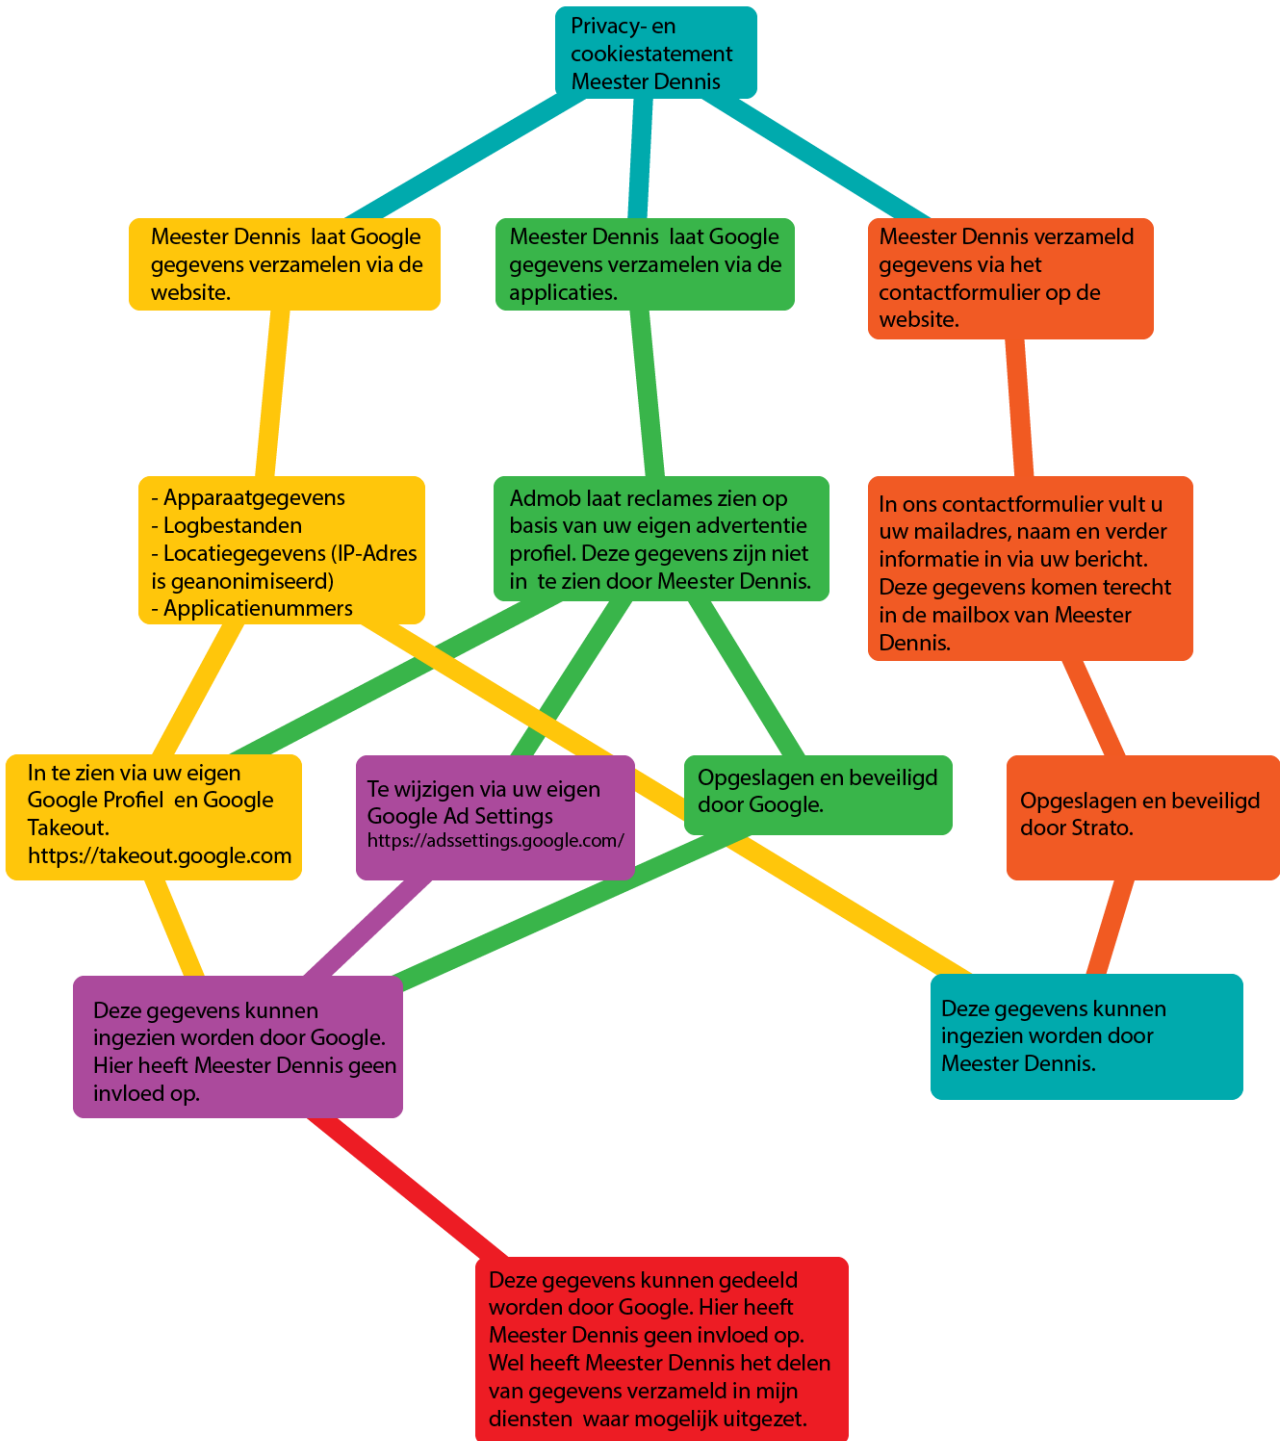 Privacy- en
cookiestatement
Meester Dennis
Meester Dennis laat Google
gegevens verzamelen via de
website.
Meester Dennis laat Google
gegevens verzamelen via de
applicaties.
Meester Dennis verzameld
gegevens via het
contactformulier op de
website.
- Apparaatgegevens
- Logbestanden
- Locatiegegevens (IP-Adres
is geanonimiseerd)
- Applicatienummers
Admob laat reclames zien op
basis van uw eigen advertentie
profiel. Deze gegevens zijn niet
in te zien door Meester Dennis.
In ons contactformulier vult u
uw mailadres, naam en verder
informatie in via uw bericht.
Deze gegevens komen terecht
in de mailbox van Meester
Dennis.
In te zien via uw eigen
Google Profiel en Google
Takeout.
https://takeout.google.com
Te wijzigen via uw eigen
Google Ad Settings
https://adssettings.google.com/
Opgeslagen en beveiligd
door Google.
Opgeslagen en beveiligd
door Strato.
Deze gegevens kunnen
ingezien worden door Google.
Hier heeft Meester Dennis geen
invloed op.
Deze gegevens kunnen
ingezien worden door
Meester Dennis.
Deze gegevens kunnen gedeeld
worden door Google. Hier heeft
Meester Dennis geen invloed op.
Wel heeft Meester Dennis het delen
van gegevens verzameld in mijn
diensten waar mogelijk uitgezet.